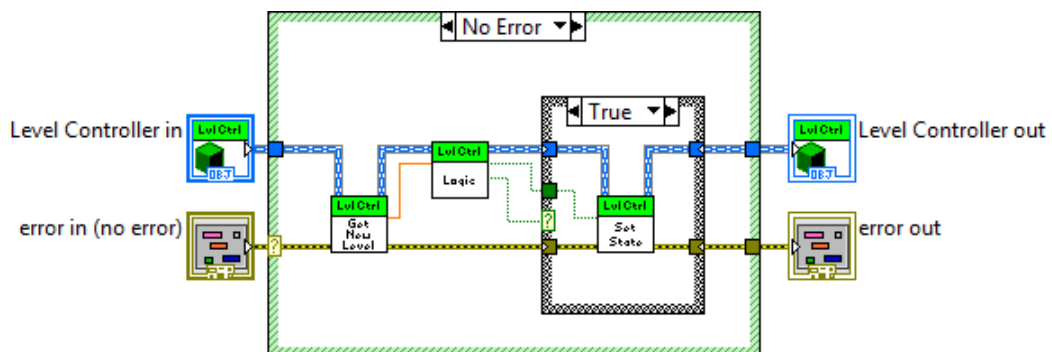 No Error
Level Controller in
Lvl Ctrl
OBJ
Lvl Ctrl
Logic
True
Lvl Ctrl
OBJ
Level Controller out
error in (no error)
?
Lvl Ctrl
Get
New
Level
?
Lvl Ctrl
Set
State
error out